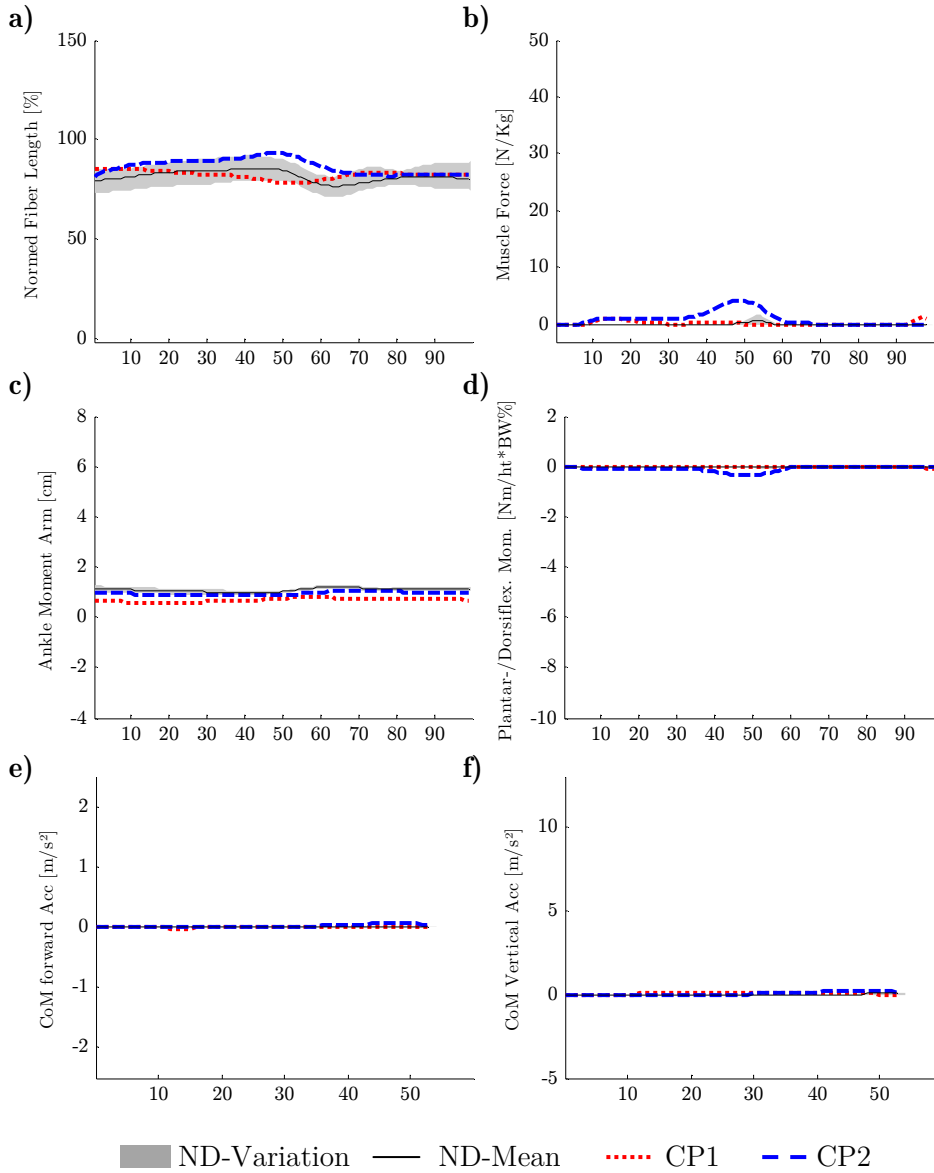 a)
b)
150
100
50
0
Normed Fiber Length [%]
10 20 30 40 50 60 70 80 90
50
40
30
20
10
0
Muscle Force [N/Kg]
10 20 30 40 50 60 70 80 90
c)
d)
8
6
4
2
0
-2
-4
Ankle Moment Arm [cm]
10 20 30 40 50 60 70 80 90
2
0
-2
-4
-6
-8
-10
Plantar-/Dorsiflex. Mom. [Nm/ht*BW%]
10 20 30 40 50 60 70 80 90
e)
f)
2
1
0
-1
-2
CoM forward Acc [m/s²]
10 20 30 40 50
10
5
0
-5
CoM Vertical Acc [m/s²]
10 20 30 40 50
ND-Variation ND-Mean CP1 CP2